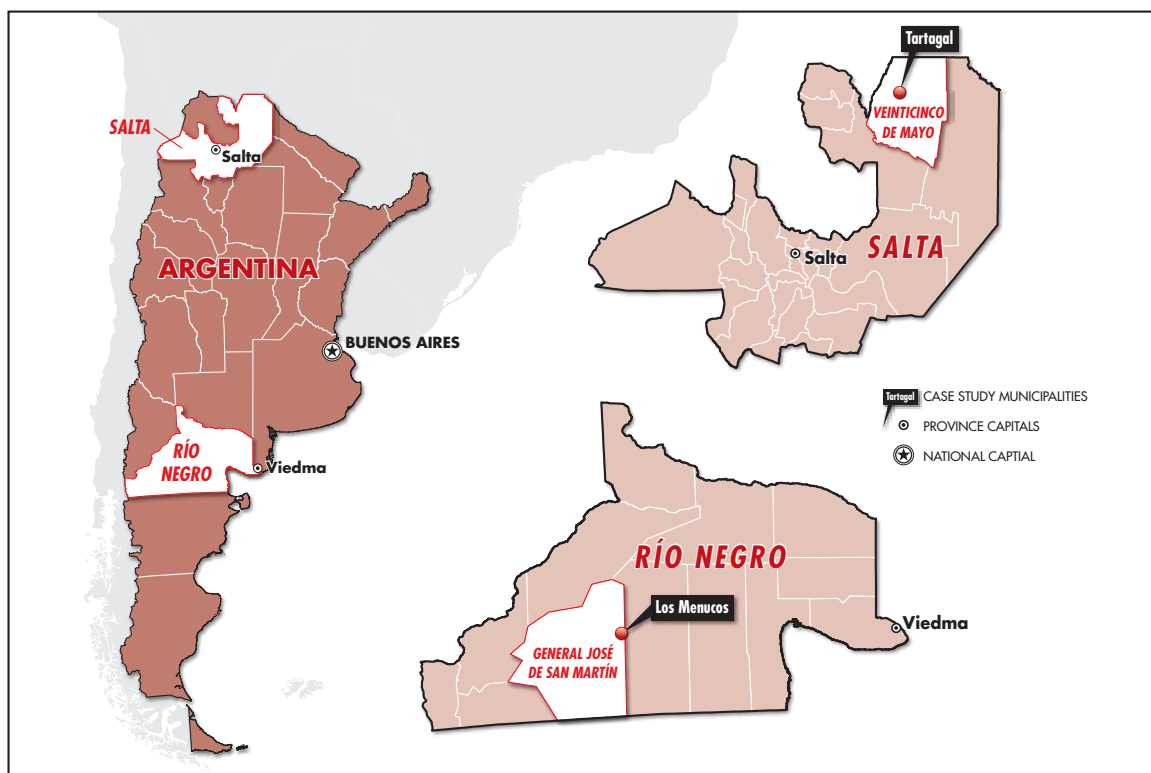 SALTA
Salta
ARGENTINA
BUENOS AIRES
RÍO
NEGRO
Viedma
Tartagal
VEINTICINCO
DE MAYO
SALTA
Salta
Tartagal CASE STUDY MUNICIPALITIES
PROVINCE CAPITALS
NATIONAL CAPTIAL
RÍO NEGRO
Los Menucos
Viedma
GENERAL JOSÉ
DE SAN MARTÍN